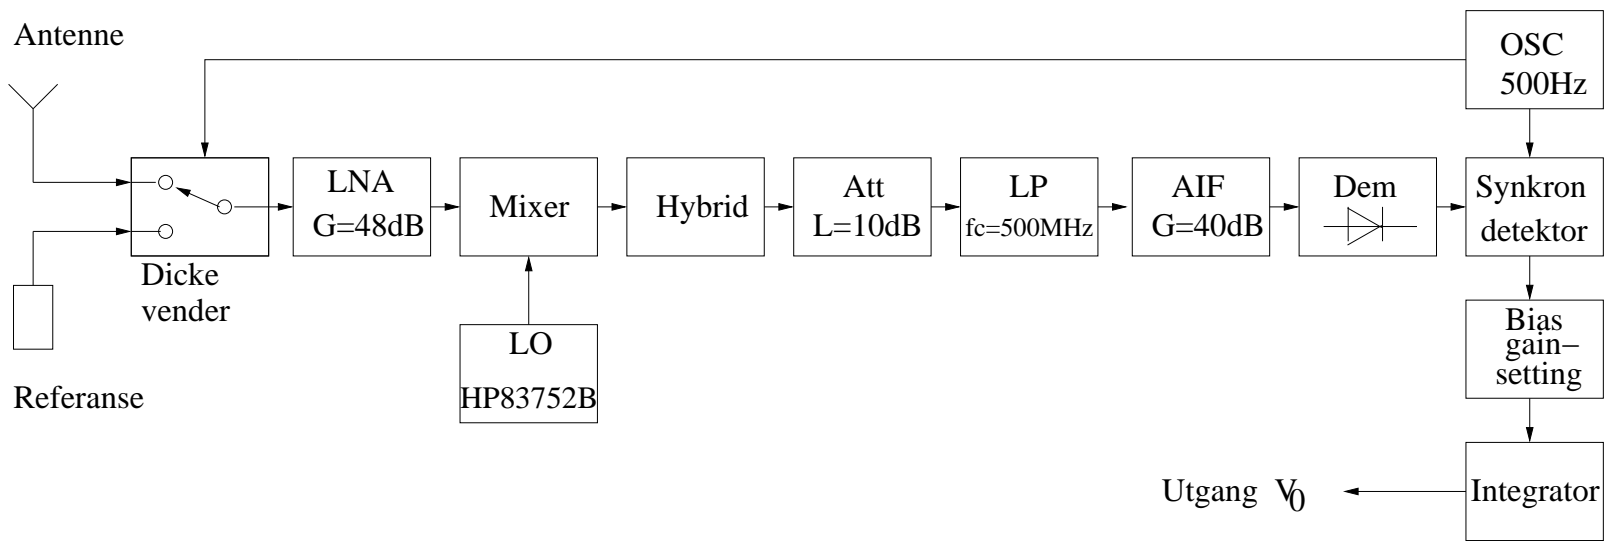 Antenne
OSC
500Hz
LNA
G=48dB
Mixer
Hybrid
Att
L=10dB
LP
fc=500MHz
AIF
G=40dB
Dem
Synkron
detektor
Dicke
vender
LO
HP83752B
Referanse
Bias
gain–
setting
Utgang V0
Integrator